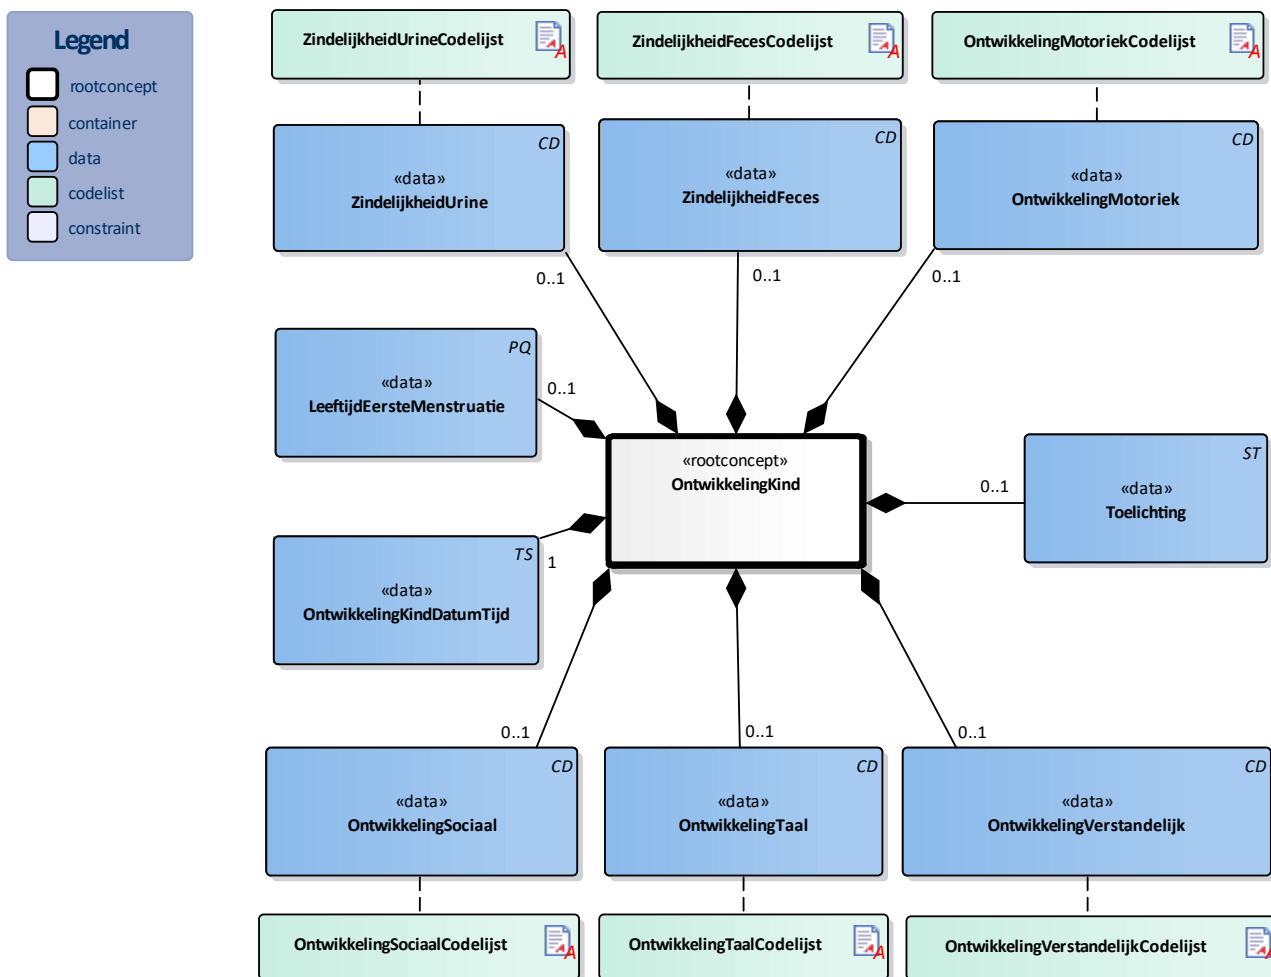 Legend
rootconcept
container
data
codelist
constraint
ZindelijkheidUrineCodelijst
A
ZindelijkheidFecesCodelijst
A
OntwikkelingMotoriekCodelijst
A
CD
«data»
ZindelijkheidUrine
0..1
CD
«data»
ZindelijkheidFeces
0..1
CD
«data»
OntwikkelingMotoriek
0..1
PQ
«data»
LeeftijdEersteMenstruatie
0..1
«rootconcept»
OntwikkelingKind
ST
«data»
Toelichting
0..1
TS
«data»
OntwikkelingKindDatumTijd
1
0..1
0..1
0..1
CD
«data»
OntwikkelingSociaal
CD
«data»
OntwikkelingTaal
CD
«data»
OntwikkelingVerstandelijk
OntwikkelingSociaalCodelijst
A
OntwikkelingTaalCodelijst
A
OntwikkelingVerstandelijkCodelijst
A